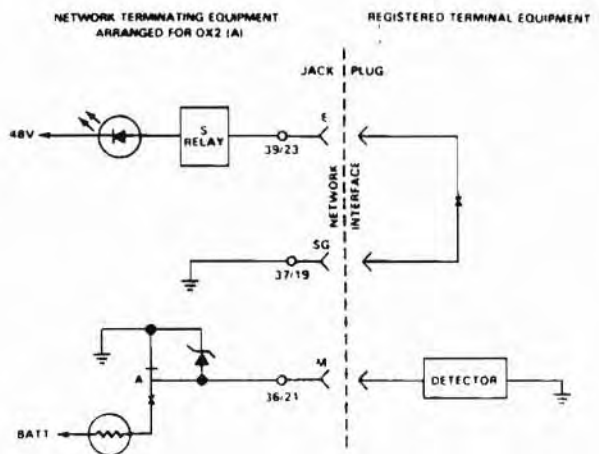 NETWORK TERMINATING EQUIPMENT
ARRANGED FOR OX2 (A)
REGISTERED TERMINAL EQUIPMENT
JACK
PLUG
48V
S
RELAY
39/23
E
NETWORK
INTERFACE
SG
37/19
A
36/21
M
DETECTOR
BATT